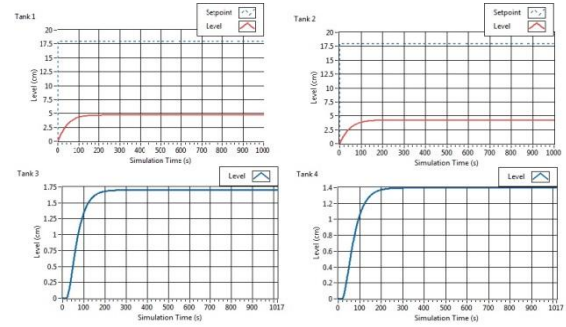 Tank 1
Setpoint
Level
Level (cm)
20
17.5
15
12.5
10
7.5
5
2.5
0
0 100 200 300 400 500 600 700 800 900 1000
Simulation Time (s)
Tank 2
Setpoint
Level
Level (cm)
20
17.5
15
12.5
10
7.5
5
2.5
0
0 100 200 300 400 500 600 700 800 900 1000
Simulation Time (s)
Tank 3
Level
Level (cm)
1.75
1.5
1.25
1
0.75
0.5
0.25
0
0 100 200 300 400 500 600 700 800 900 1017
Simulation Time (s)
Tank 4
Level
Level (cm)
1.4
1.2
1
0.8
0.6
0.4
0.2
0
0 100 200 300 400 500 600 700 800 900 1017
Simulation Time (s)